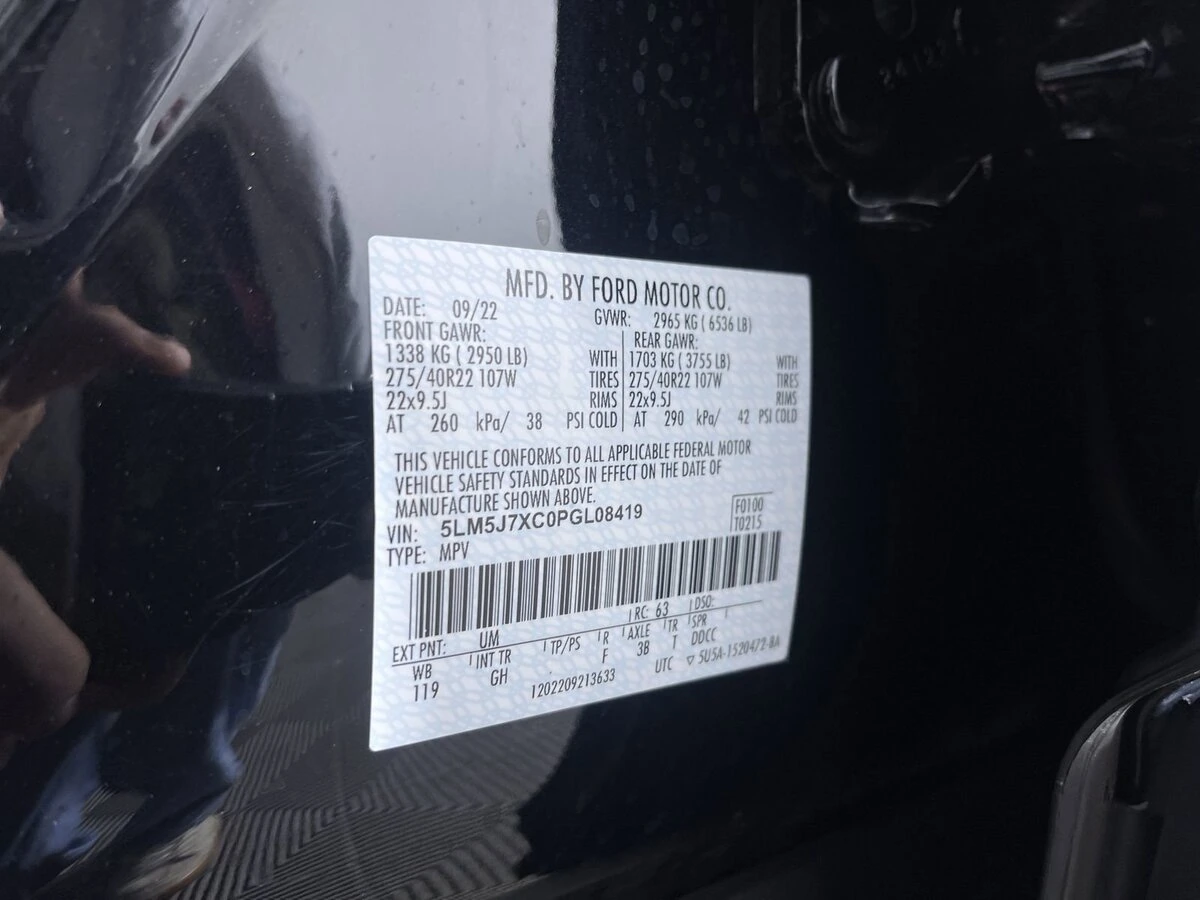 MFD. BY FORD MOTOR CO.
DATE: 09/22 GVWR: 2965 KG ( 6536 LB)
FRONT GAWR: REAR GAWR:
1338 KG ( 2950 LB) WITH 1703 KG ( 3755 LB) WITH
275/40R22 107W TIRES 275/40R22 107W TIRES
22x9.5J RIMS 22x9.5J RIMS
AT 260 kPa/ 38 PSI COLD AT 290 kPa/ 42 PSI COLD
THIS VEHICLE CONFORMS TO ALL APPLICABLE FEDERAL MOTOR
VEHICLE SAFETY STANDARDS IN EFFECT ON THE DATE OF
MANUFACTURE SHOWN ABOVE.
VIN: 5LM5J7XC0PGL08419 F0100
TYPE: MPV T0215
EXT PNT: UM RC: 63 DSO:
WB INT TR TP/PS R AXLE TR SPR
119 GH F 3B T DDCC
1202209213633 UTC ▽ 5U5A-1520472-BA